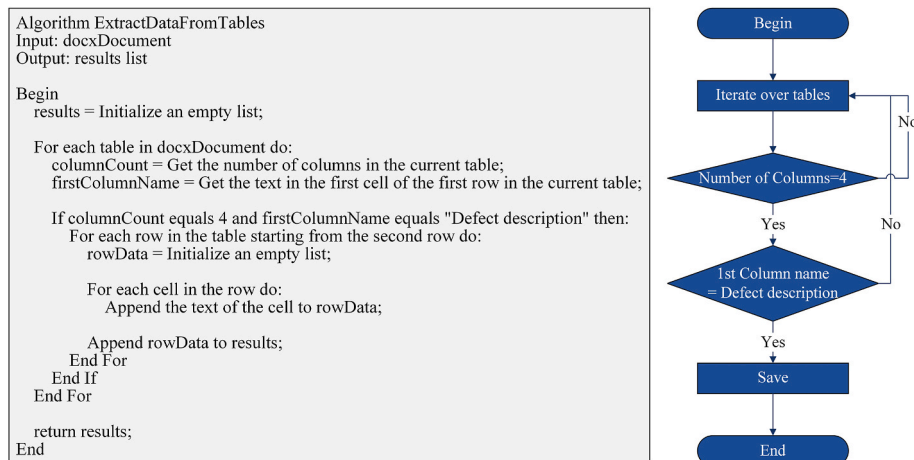 Algorithm ExtractDataFromTables
Input: docxDocument
Output: results list
Begin
results = Initialize an empty list;
For each table in docxDocument do:
columnCount = Get the number of columns in the current table;
firstColumnName = Get the text in the first cell of the first row in the current table;
If columnCount equals 4 and firstColumnName equals "Defect description" then:
For each row in the table starting from the second row do:
rowData = Initialize an empty list;
For each cell in the row do:
Append the text of the cell to rowData;
Append rowData to results;
End For
End If
End For
return results;
End
Begin
Iterate over tables
No
Number of Columns=4
Yes
No
1st Column name
= Defect description
Yes
Save
End